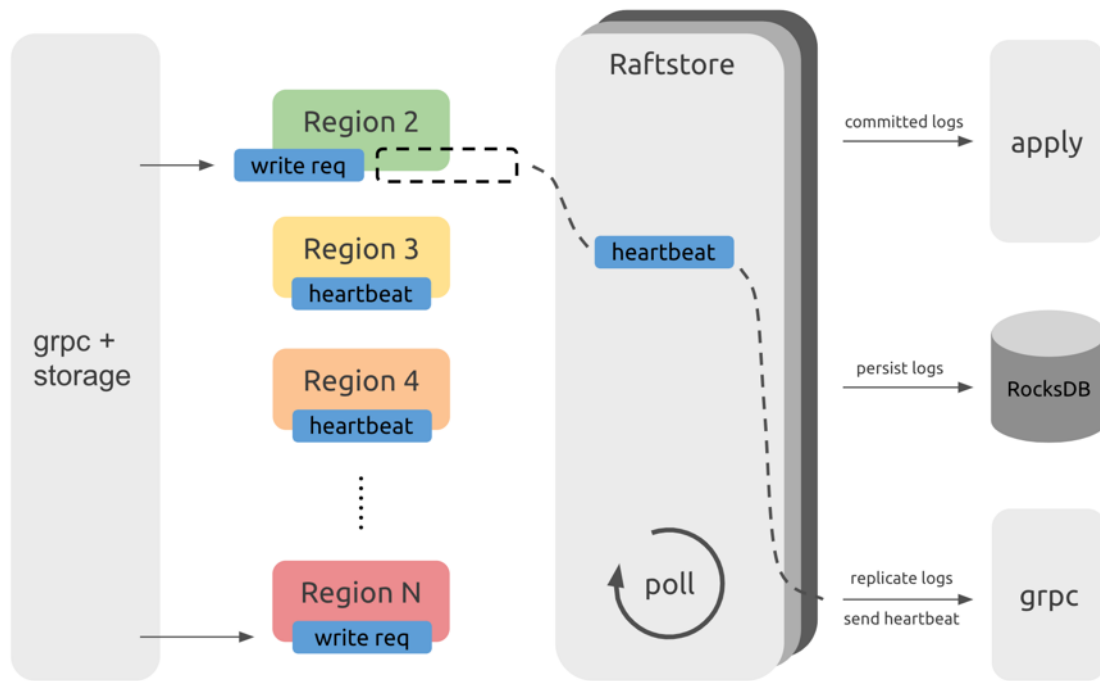 grpc +
storage
Region 2
write req
Region 3
heartbeat
Region 4
heartbeat
Region N
write req
Raftstore
heartbeat
poll
committed logs
apply
persist logs
RocksDB
replicate logs
send heartbeat
grpc